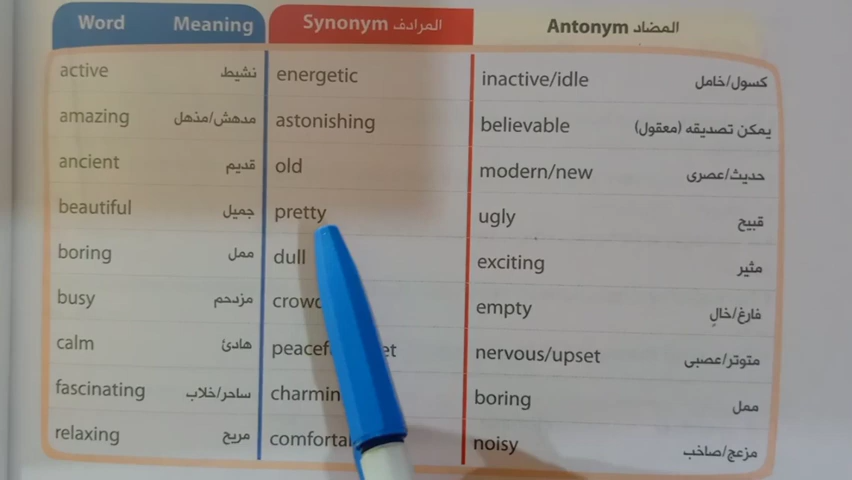 Word Meaning Synonym المرادف Antonym المضاد
active نشيط energetic inactive/idle كسول/خامل
amazing مدهش/مذهل astonishing believable يمكن تصديقه (معقول)
ancient قديم old modern/new حديث/عصرى
beautiful جميل pretty ugly قبيح
boring ممل dull exciting مثير
busy مزدحم empty فارغ/خالٍ
calm هادئ nervous/upset متوتر/عصبى
fascinating ساحر/خلاب boring ممل
relaxing مريح noisy مزعج/صاخب